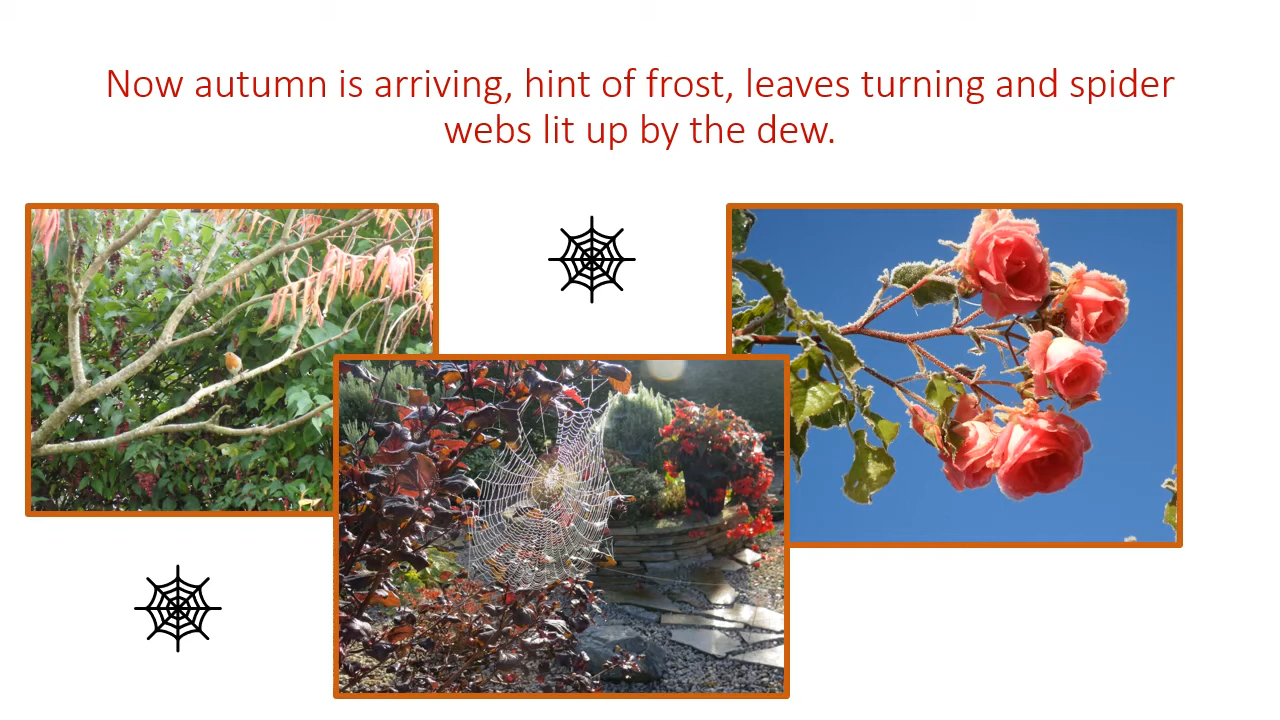 Now autumn is arriving, hint of frost, leaves turning and spider
webs lit up by the dew.